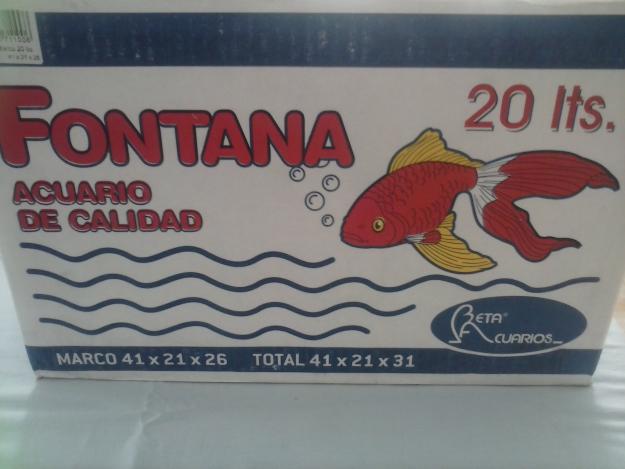 FONTANA
ACUARIO
DE CALIDAD
20 lts.
BETA®
ACUARIOS
MARCO 41 x 21 x 26 TOTAL 41 x 21 x 31